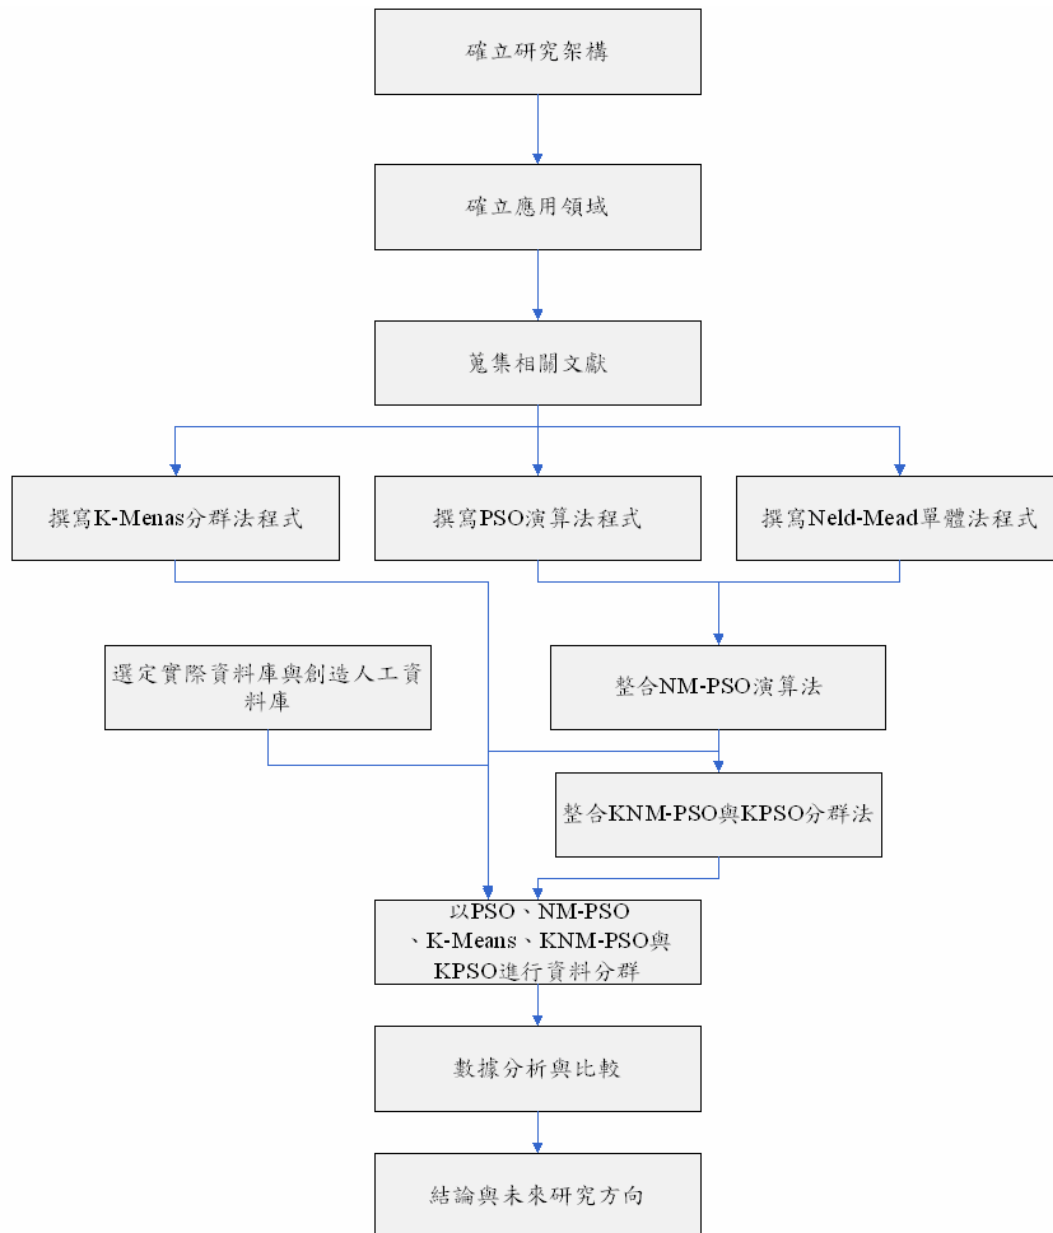 確立研究架構
確立應用領域
蒐集相關文獻
撰寫K-Menas分群法程式
撰寫PSO演算法程式
撰寫Neld-Mead單體法程式
選定實際資料庫與創造人工資
料庫
整合NM-PSO演算法
整合KNM-PSO與KPSO分群法
以PSO、NM-PSO
、K-Means、KNM-PSO與
KPSO進行資料分群
數據分析與比較
結論與未來研究方向